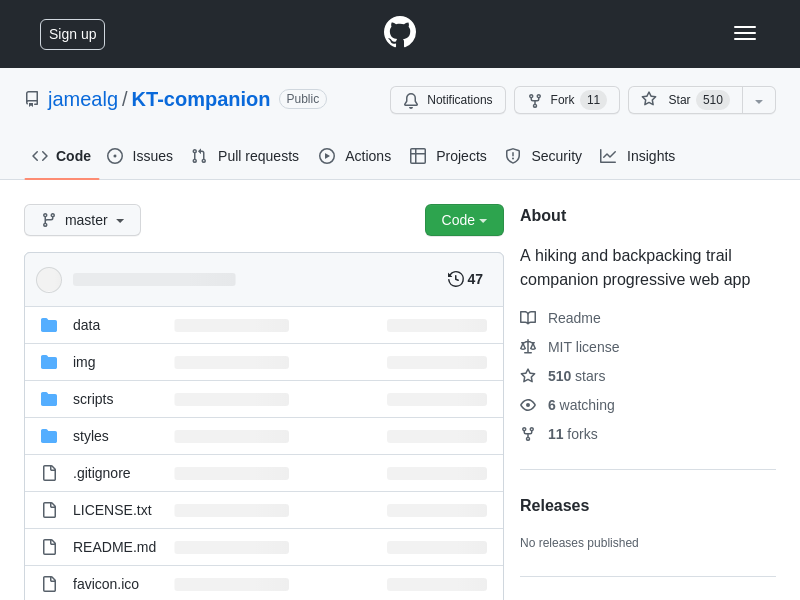 Sign up
jamealg / KT-companion Public
Notifications Fork 11 Star 510
Code Issues Pull requests Actions Projects Security Insights
master Code
47
data
img
scripts
styles
.gitignore
LICENSE.txt
README.md
favicon.ico
About
A hiking and backpacking trail
companion progressive web app
Readme
MIT license
510 stars
6 watching
11 forks
Releases
No releases published